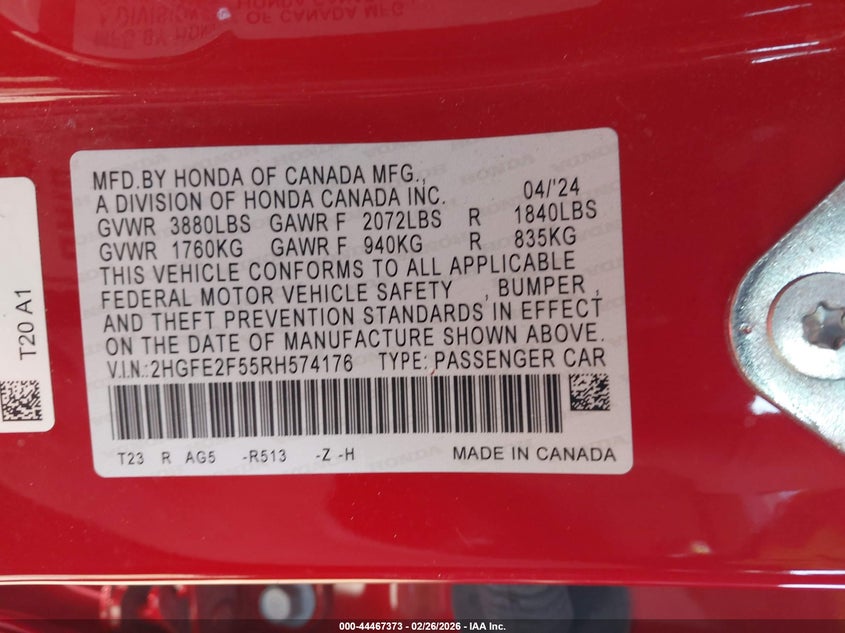 MFD.BY HONDA OF CANADA MFG.,
A DIVISION OF HONDA CANADA INC. 04/'24
GVWR 3880LBS GAWR F 2072LBS R 1840LBS
GVWR 1760KG GAWR F 940KG R 835KG
THIS VEHICLE CONFORMS TO ALL APPLICABLE
FEDERAL MOTOR VEHICLE SAFETY , BUMPER ,
AND THEFT PREVENTION STANDARDS IN EFFECT
ON THE DATE OF MANUFACTURE SHOWN ABOVE.
V.I.N.:2HGFE2F55RH574176 TYPE: PASSENGER CAR
T23 R AG5 -R513 -Z -H MADE IN CANADA
T20 A1
000-44467373 | 02/26/2026 - IAA Inc.